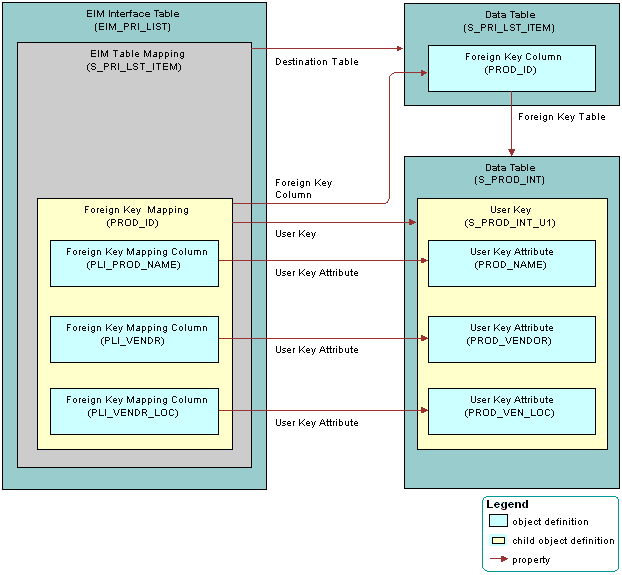 EIM Interface Table
(EIM_PRI_LIST)
EIM Table Mapping
(S_PRI_LST_ITEM)
Destination Table
Data Table
(S_PRI_LST_ITEM)
Foreign Key Column
(PROD_ID)
Foreign Key Table
Foreign Key
Column
Data Table
(S_PROD_INT)
Foreign Key Mapping
(PROD_ID)
User Key
User Key
(S_PROD_INT_U1)
Foreign Key Mapping Column
(PLI_PROD_NAME)
User Key Attribute
User Key Attribute
(PROD_NAME)
Foreign Key Mapping Column
(PLI_VENDR)
User Key Attribute
User Key Attribute
(PROD_VENDOR)
Foreign Key Mapping Column
(PLI_VENDR_LOC)
User Key Attribute
User Key Attribute
(PROD_VEN_LOC)
Legend
object definition
child object definition
property